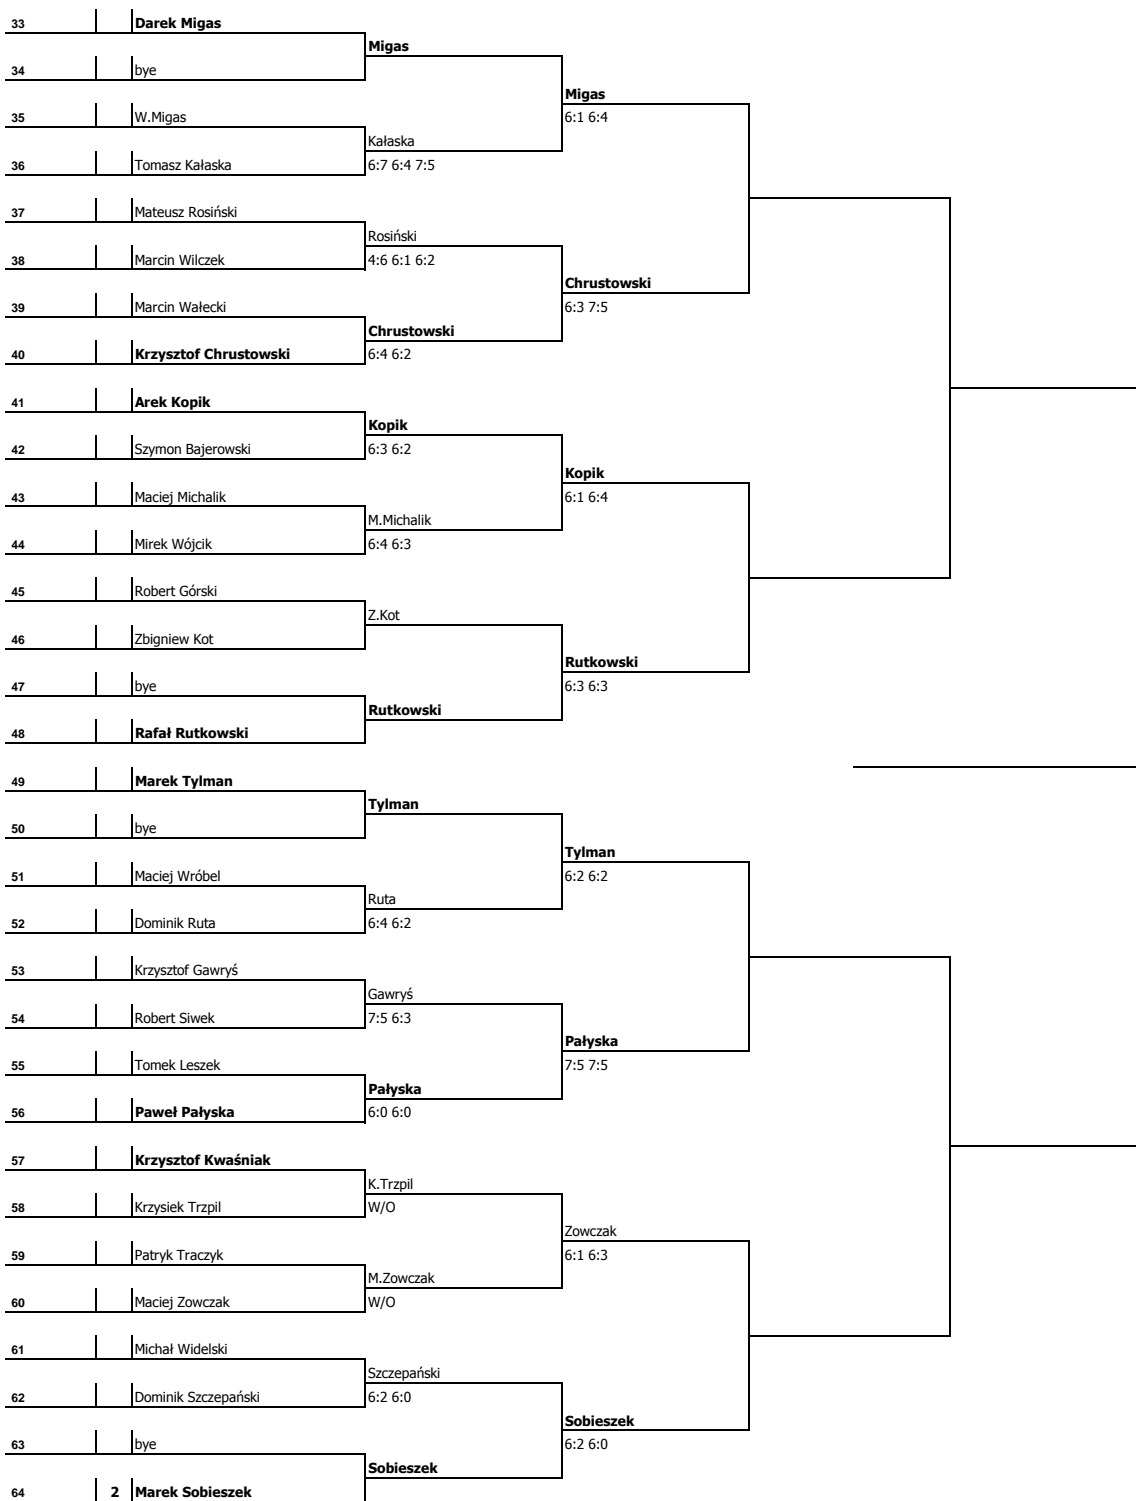 33 Darek Migas
Migas
34 bye
Migas
35 W.Migas
6:1 6:4
Kałaska
36 Tomasz Kałaska
6:7 6:4 7:5
37 Mateusz Rosiński
Rosiński
38 Marcin Wilczek
4:6 6:1 6:2
Chrustowski
39 Marcin Wałecki
6:3 7:5
Chrustowski
40 Krzysztof Chrustowski
6:4 6:2
41 Arek Kopik
Kopik
42 Szymon Bajerowski
6:3 6:2
Kopik
43 Maciej Michalik
6:1 6:4
M.Michalik
44 Mirek Wójcik
6:4 6:3
45 Robert Górski
Z.Kot
46 Zbigniew Kot
Rutkowski
47 bye
6:3 6:3
Rutkowski
48 Rafał Rutkowski
49 Marek Tylman
Tylman
50 bye
Tylman
51 Maciej Wróbel
6:2 6:2
Ruta
52 Dominik Ruta
6:4 6:2
53 Krzysztof Gawryś
Gawryś
54 Robert Siwek
7:5 6:3
Pałyska
55 Tomek Leszek
7:5 7:5
Pałyska
56 Paweł Pałyska
6:0 6:0
57 Krzysztof Kwaśniak
K.Trzpil
58 Krzysiek Trzpil
W/O
Zowczak
59 Patryk Traczyk
6:1 6:3
M.Zowczak
60 Maciej Zowczak
W/O
61 Michał Widelski
Szczepański
62 Dominik Szczepański
6:2 6:0
Sobieszek
63 bye
6:2 6:0
Sobieszek
64 2 Marek Sobieszek